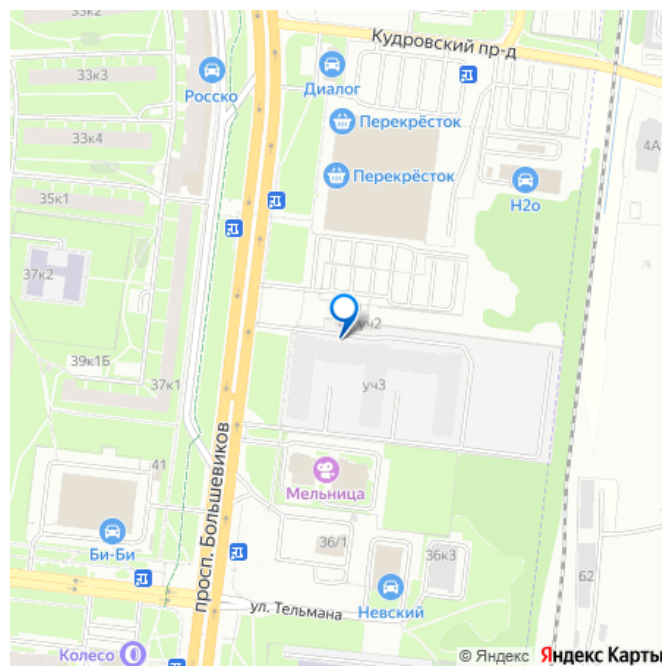 33к2
Кудровский пр-д
33к3
Росско
Диалог
Перекрёсток
33к4
4А
Перекрёсток
35к1
Н2о
37к2
уч2
39к1Б
37к1
уч3
просп. Большевиков
41
Мельница
36/1
36к3
Би-Би
62
ул. Тельмана
Невский
Колесо
© Яндекс Яндекс Карты